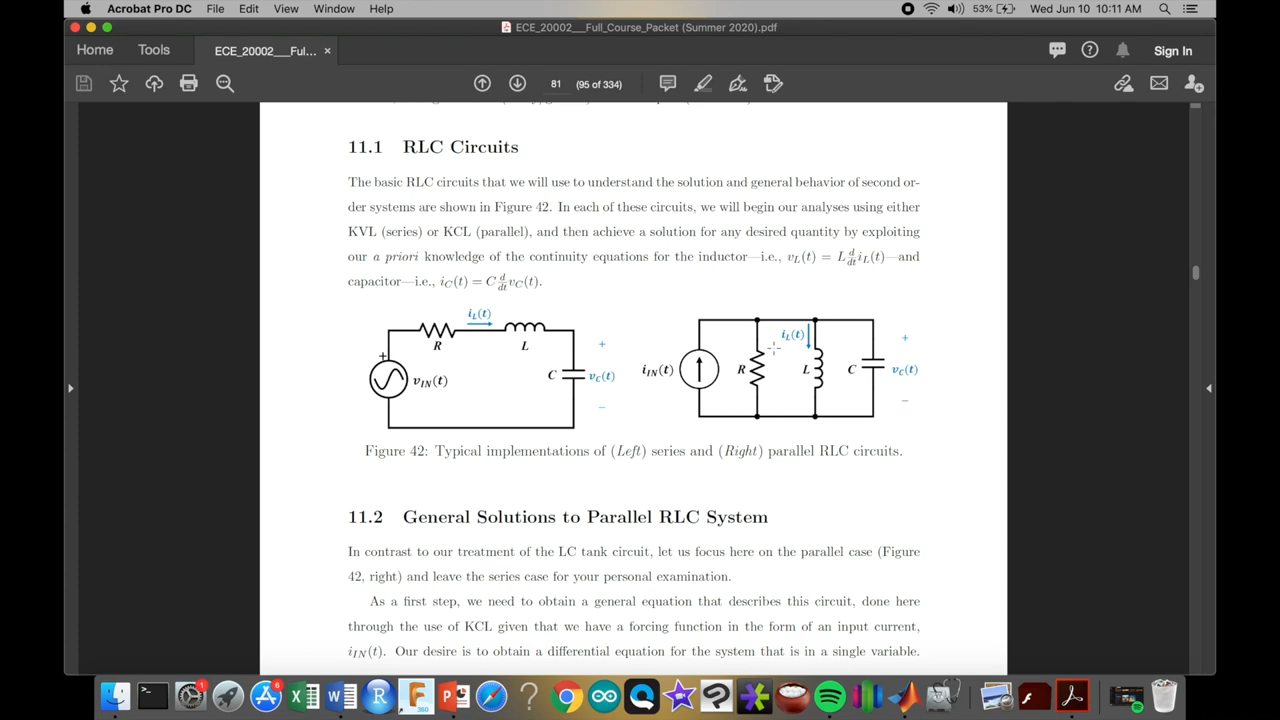 Acrobat Pro DC File Edit View Window Help 53% Wed Jun 10 10:11 AM
ECE_20002___Full_Course_Packet (Summer 2020).pdf
Home Tools ECE_20002___Ful... × Sign In
81 (95 of 334)
11.1 RLC Circuits
The basic RLC circuits that we will use to understand the solution and general behavior of second or-
der systems are shown in Figure 42. In each of these circuits, we will begin our analyses using either
KVL (series) or KCL (parallel), and then achieve a solution for any desired quantity by exploiting
our a priori knowledge of the continuity equations for the inductor—i.e., v_L(t) = L d/dt i_L(t)—and
capacitor—i.e., i_C(t) = C d/dt v_C(t).
i_L(t)
R
L
+
v_IN(t)
C
+
v_C(t)
−
i_IN(t)
R
i_L(t)
L
C
+
v_C(t)
−
Figure 42: Typical implementations of (Left) series and (Right) parallel RLC circuits.
11.2 General Solutions to Parallel RLC System
In contrast to our treatment of the LC tank circuit, let us focus here on the parallel case (Figure
42, right) and leave the series case for your personal examination.
As a first step, we need to obtain a general equation that describes this circuit, done here
through the use of KCL given that we have a forcing function in the form of an input current,
i_IN(t). Our desire is to obtain a differential equation for the system that is in a single variable.